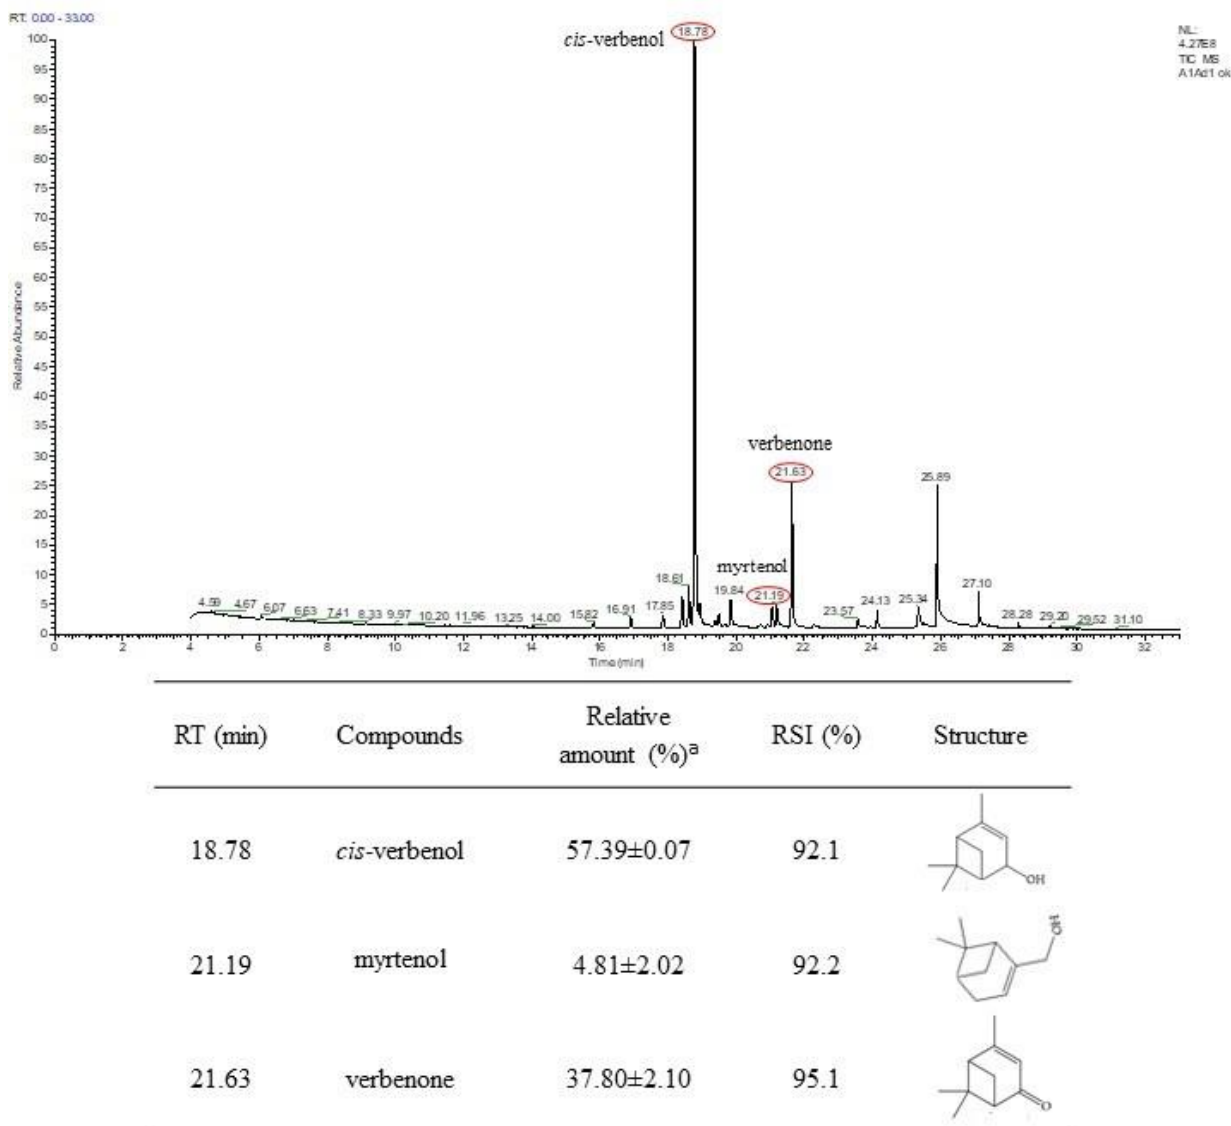 RT: 0.00 - 33.00
NL:
4.27E8
TIC MS
A1Ad1 ok
cis-verbenol
18.78
verbenone
21.63
25.89
myrtenol
18.61
19.84
21.19
27.10
4.59 4.67 6.07 6.63 7.41 8.33 9.97 10.20 11.96 13.25 14.00 15.82 16.91 17.85 23.57 24.13 25.34 28.28 29.20 29.52 31.10
100
95
90
85
80
75
70
65
60
55
50
45
40
35
30
25
20
15
10
5
0
Relative Abundance
0 2 4 6 8 10 12 14 16 18 20 22 24 26 28 30 32
Time (min)
RT (min) Compounds Relative amount (%)a RSI (%) Structure
18.78 cis-verbenol 57.39±0.07 92.1
OH
21.19 myrtenol 4.81±2.02 92.2
OH
21.63 verbenone 37.80±2.10 95.1
O